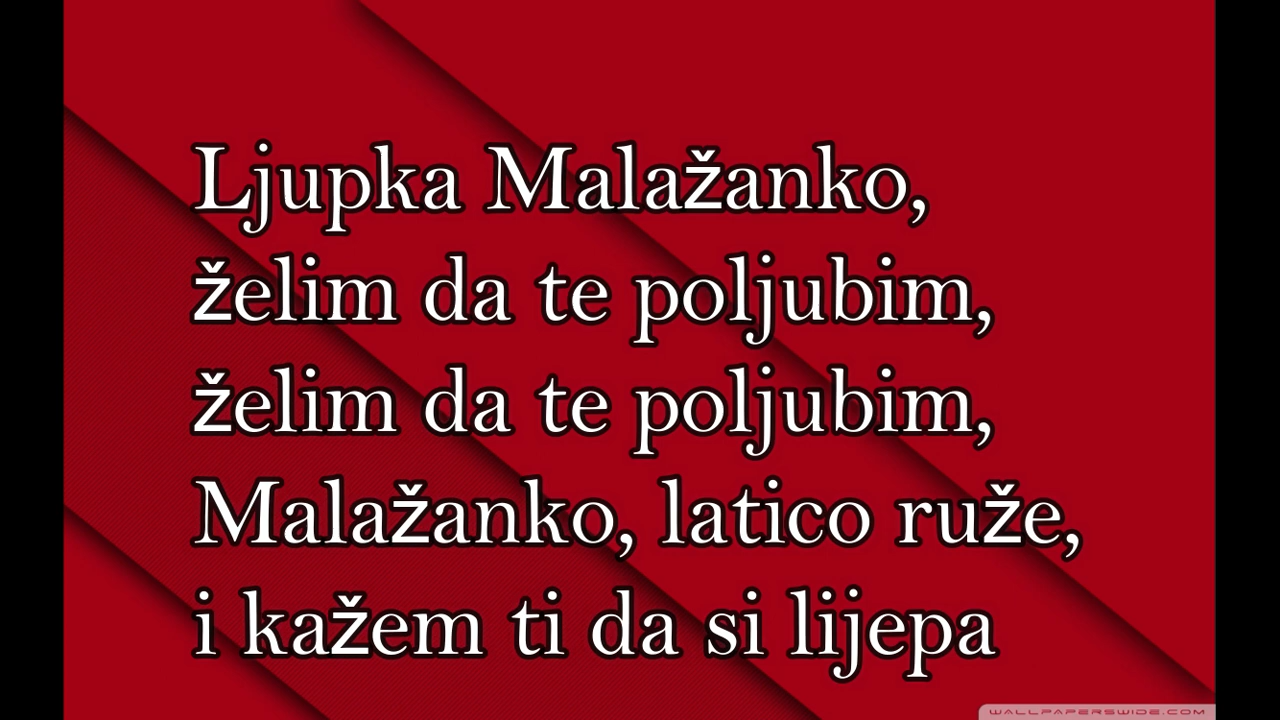 Ljupka Malažanko,
želim da te poljubim,
želim da te poljubim,
Malažanko, latico ruže,
i kažem ti da si lijepa
WALLPAPERSWIDE.COM